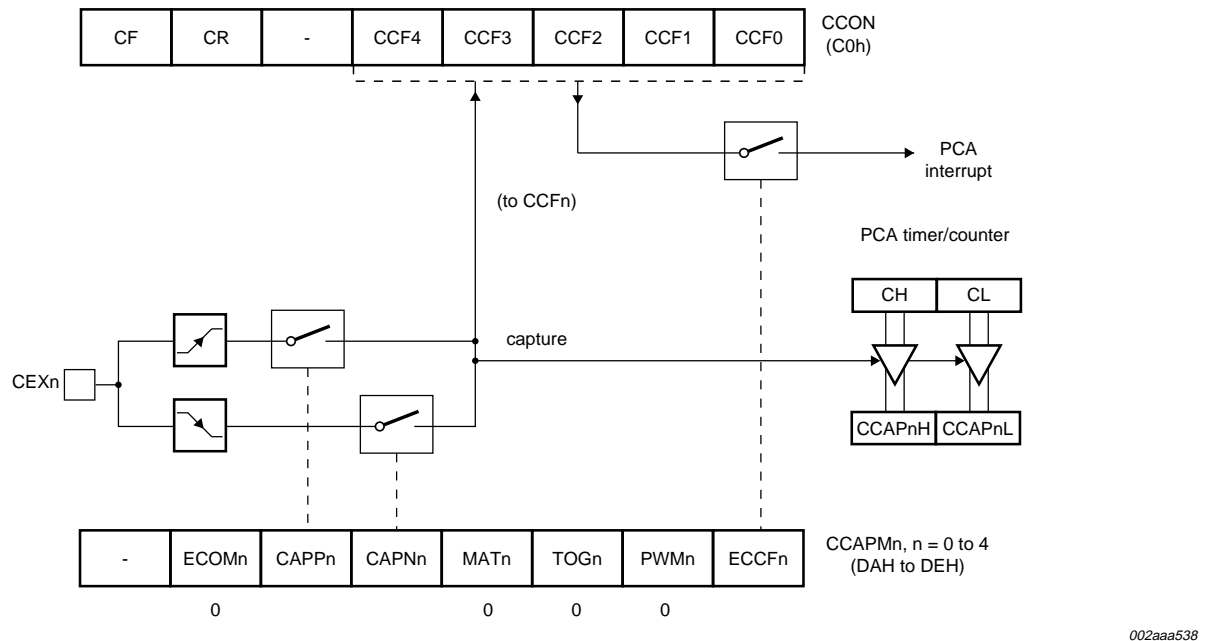 CF CR - CCF4 CCF3 CCF2 CCF1 CCF0
CCON
(C0h)
PCA
interrupt
(to CCFn)
PCA timer/counter
CH CL
capture
CEXn
CCAPnH CCAPnL
- ECOMn CAPPn CAPNn MATn TOGn PWMn ECCFn
CCAPMn, n = 0 to 4
(DAH to DEH)
0 0 0 0
002aaa538